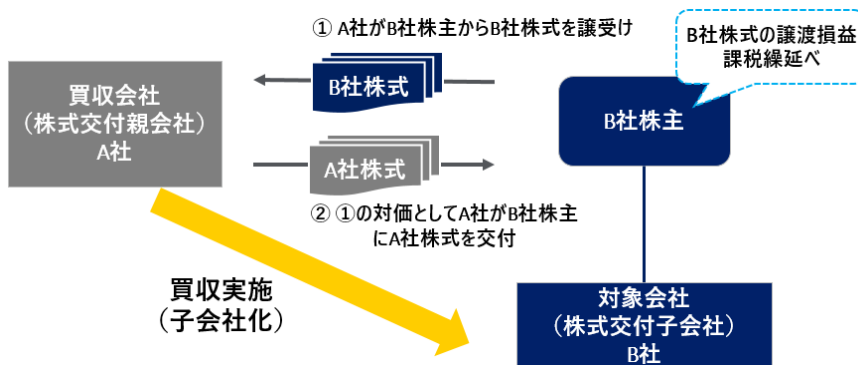 ① A社がB社株主からB社株式を譲受け
B社株式の譲渡損益
課税繰延べ
B社株式
買収会社
(株式交付親会社)
A社
B社株主
A社株式
② ①の対価としてA社がB社株主
にA社株式を交付
買収実施
(子会社化)
対象会社
(株式交付子会社)
B社